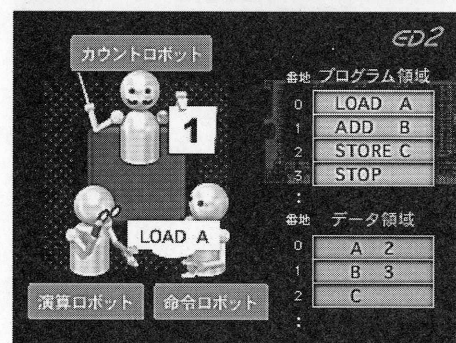 ED2
カウントロボット
1
LOAD A
演算ロボット
命令ロボット
番地 プログラム領域
0 LOAD A
1 ADD B
2 STORE C
3 STOP
:
番地 データ領域
0 A 2
1 B 3
2 C
: